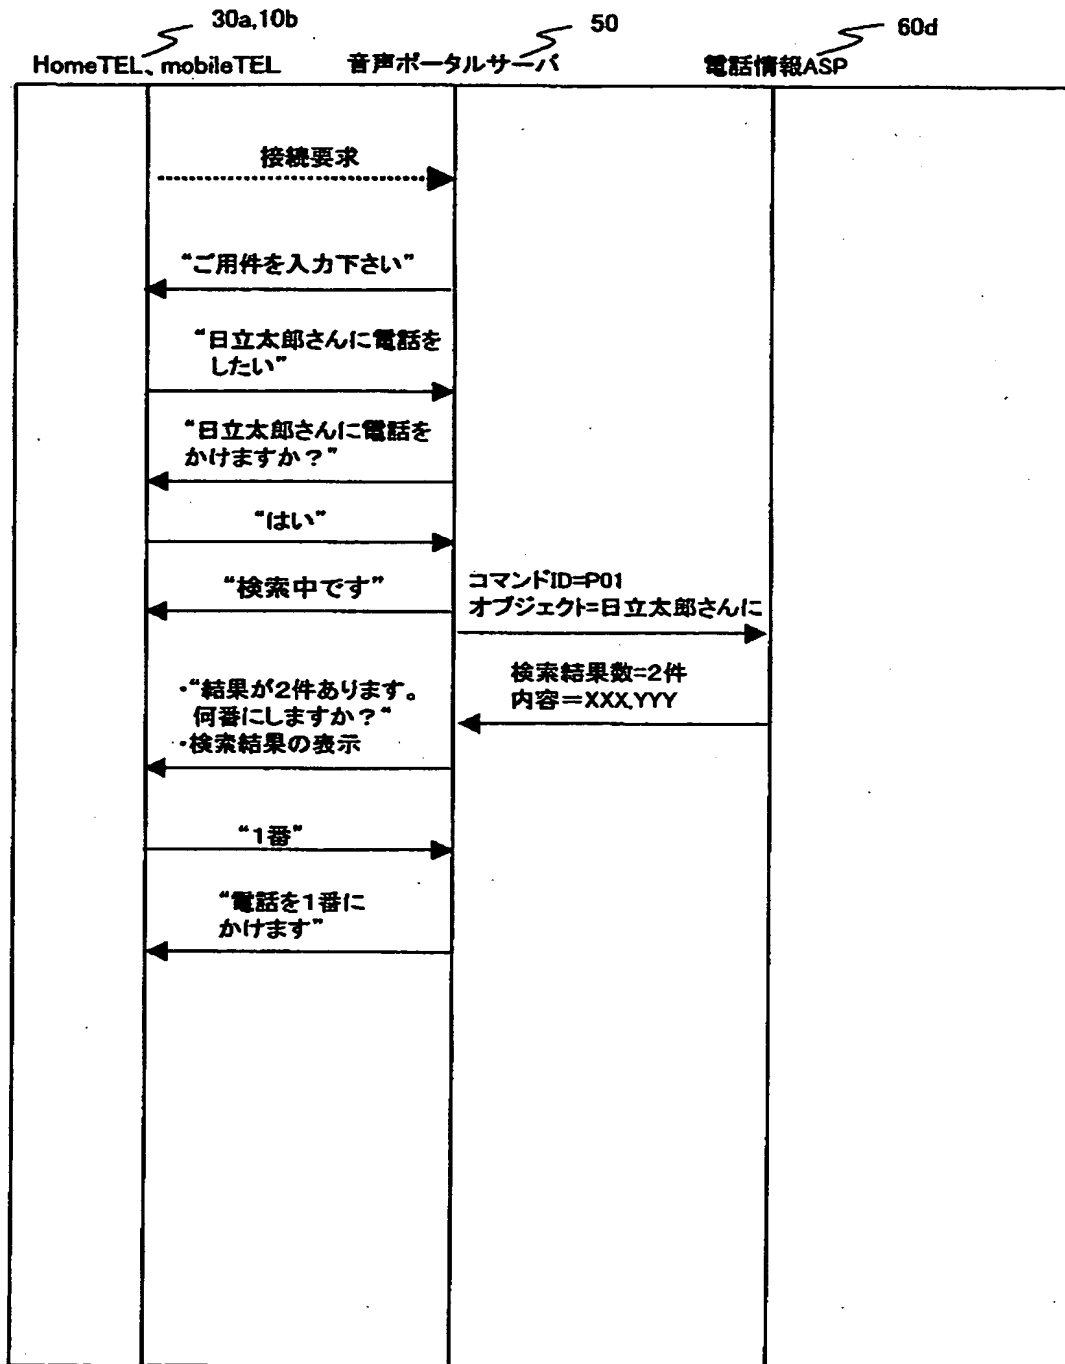 30a,10b
50
60d
HomeTEL、mobileTEL
音声ポータルサーバ
電話情報ASP
接続要求
“ご用件を入力下さい”
“日立太郎さんに電話を
したい”
“日立太郎さんに電話を
かけますか？”
“はい”
“検索中です”
コマンドID=P01
オブジェクト=日立太郎さんに
検索結果数=2件
内容＝XXX,YYY
・“結果が2件あります。
何番にしますか？“
・検索結果の表示
“1番”
“電話を1番に
かけます”